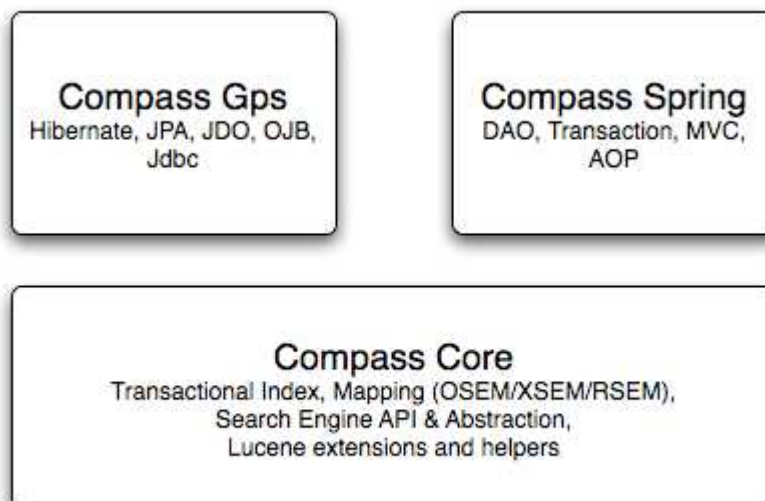 Compass Gps
Hibernate, JPA, JDO, OJB,
Jdbc
Compass Spring
DAO, Transaction, MVC,
AOP
Compass Core
Transactional Index, Mapping (OSEM/XSEM/RSEM),
Search Engine API & Abstraction,
Lucene extensions and helpers